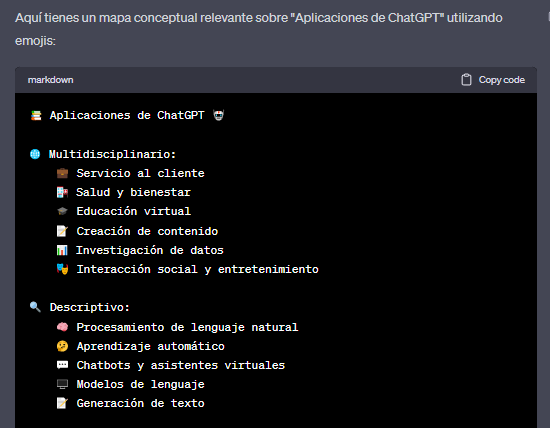 Aquí tienes un mapa conceptual relevante sobre "Aplicaciones de ChatGPT" utilizando
emojis:
markdown
Copy code
📚 Aplicaciones de ChatGPT 🤖
🌐 Multidisciplinario:
💼 Servicio al cliente
🏥 Salud y bienestar
🎓 Educación virtual
📝 Creación de contenido
📊 Investigación de datos
🎭 Interacción social y entretenimiento
🔍 Descriptivo:
🧠 Procesamiento de lenguaje natural
🤔 Aprendizaje automático
💬 Chatbots y asistentes virtuales
🖥️ Modelos de lenguaje
📝 Generación de texto